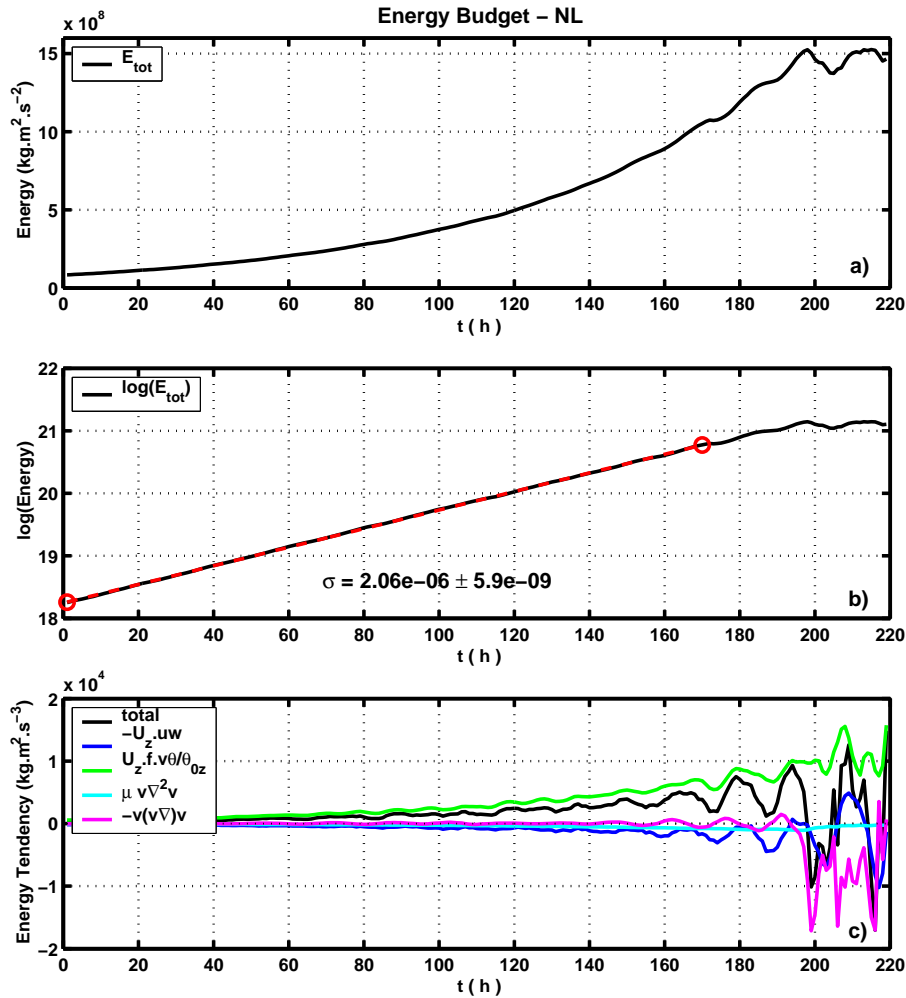 Energy Budget − NL
x 10^8
E_tot
Energy (kg.m².s⁻²)
15
10
5
0
a)
0 20 40 60 80 100 120 140 160 180 200 220
t ( h )
log(E_tot)
log(Energy)
22
21
20
19
18
σ = 2.06e−06 ± 5.9e−09
b)
0 20 40 60 80 100 120 140 160 180 200 220
t ( h )
x 10^4
total
−U_z.uw
U_z.f.vθ/θ_0z
μ v∇²v
−v(v∇)v
Energy Tendency (kg.m².s⁻³)
2
1
0
−1
−2
c)
0 20 40 60 80 100 120 140 160 180 200 220
t ( h )